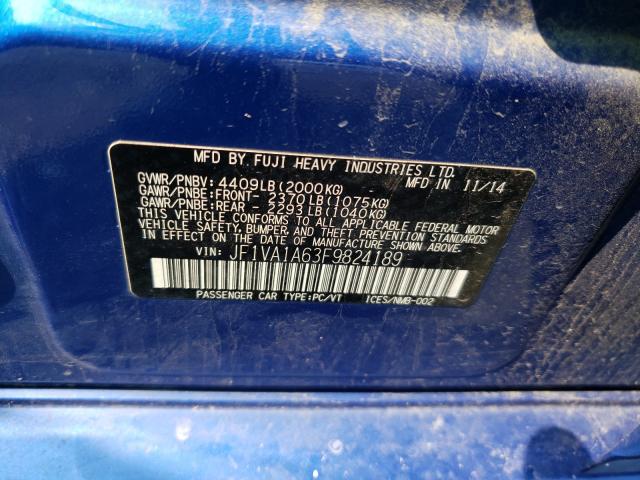 MFD BY FUJI HEAVY INDUSTRIES LTD.
MFD IN 11/14
GVWR/PNBV: 4409LB(2000KG)
GAWR/PNBE:FRONT- 2370LB(1075KG)
GAWR/PNBE:REAR - 2293LB(1040KG)
THIS VEHICLE CONFORMS TO ALL APPLICABLE FEDERAL MOTOR
VEHICLE SAFETY, BUMPER, AND THEFT PREVENTION STANDARDS
IN EFFECT ON THE DATE OF MANUFACTURE SHOWN ABOVE
VIN: JF1VA1A63F9824189
PASSENGER CAR TYPE:PC/VT ICES/NMB-002